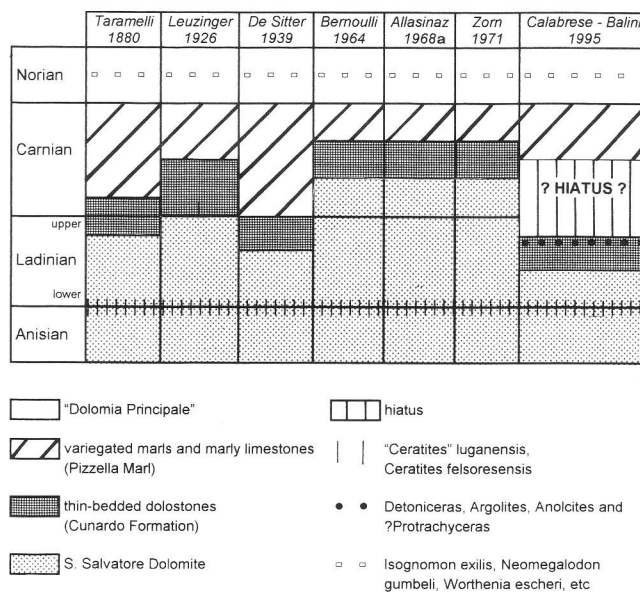 Taramelli 1880
Leuzinger 1926
De Sitter 1939
Bernoulli 1964
Allasinaz 1968a
Zorn 1971
Calabrese - Balini 1995
Norian
Carnian
? HIATUS ?
upper
Ladinian
lower
Anisian
"Dolomia Principale"
hiatus
variegated marls and marly limestones
(Pizzella Marl)
"Ceratites" luganensis,
Ceratites felsoresensis
thin-bedded dolostones
(Cunardo Formation)
Detoniceras, Argolites, Anolcites and
?Protrachyceras
S. Salvatore Dolomite
Isognomon exilis, Neomegalodon
gumbeli, Worthenia escheri, etc